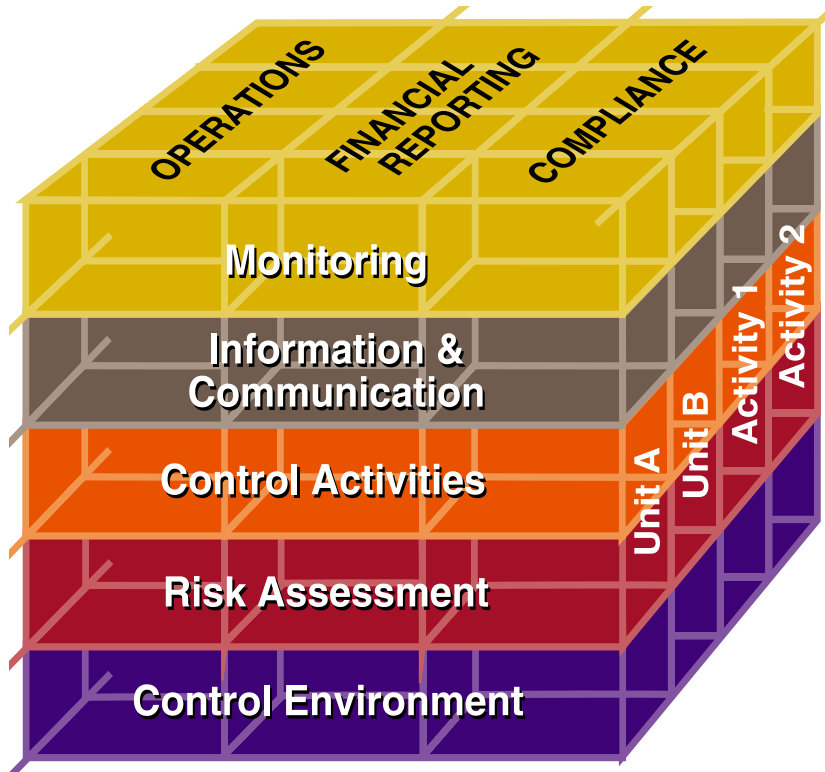 OPERATIONS
FINANCIAL
REPORTING
COMPLIANCE
Monitoring
Information &
Communication
Control Activities
Risk Assessment
Control Environment
Unit A
Unit B
Activity 1
Activity 2